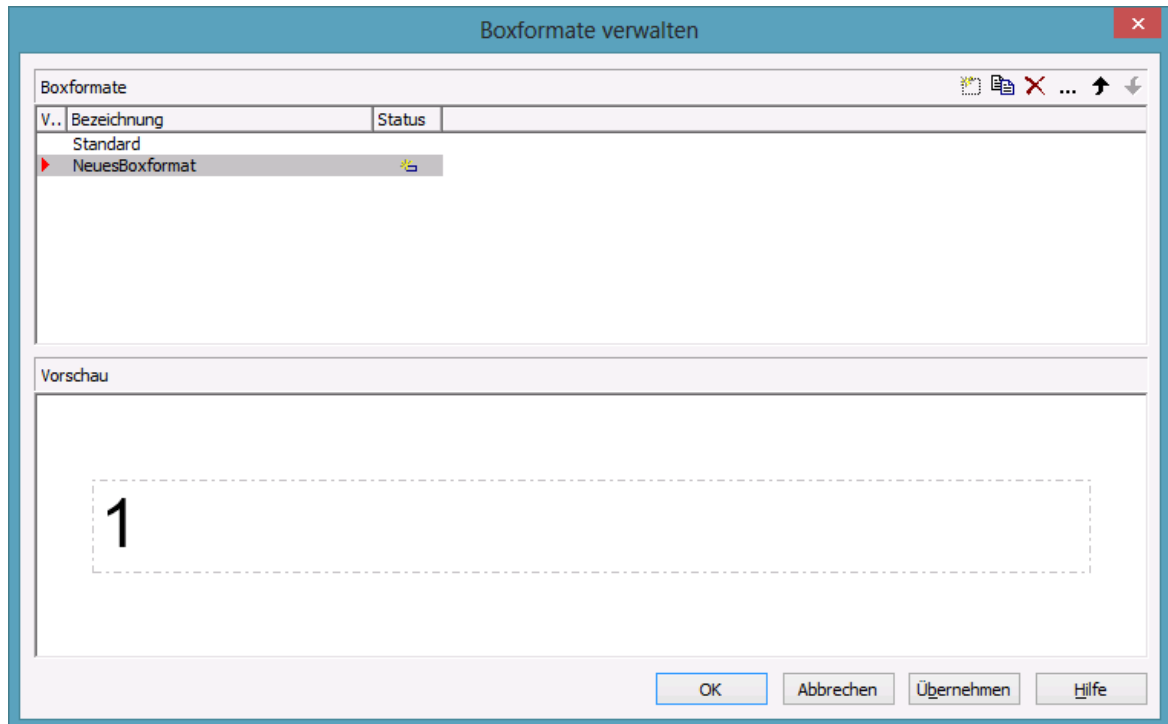 Boxformate verwalten
Boxformate
V.. Bezeichnung Status
Standard
NeuesBoxformat
Vorschau
1
OK Abbrechen Übernehmen Hilfe